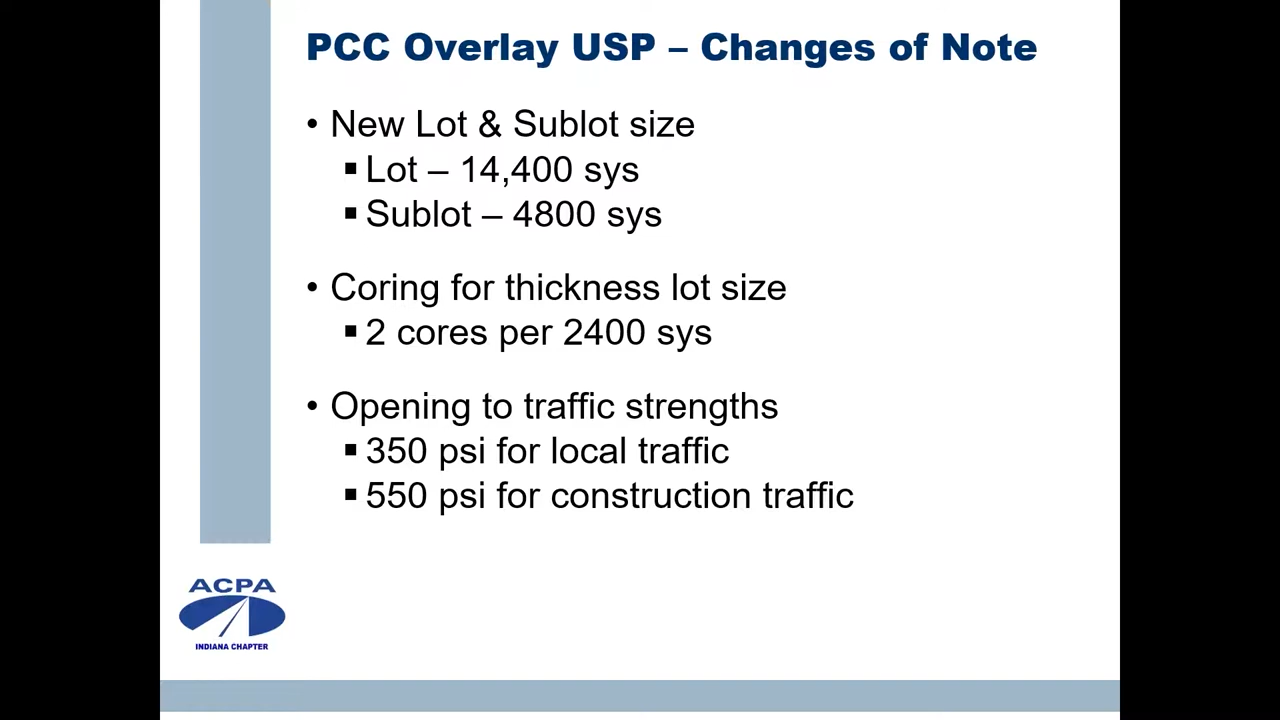 PCC Overlay USP – Changes of Note
• New Lot & Sublot size
▪ Lot – 14,400 sys
▪ Sublot – 4800 sys
• Coring for thickness lot size
▪ 2 cores per 2400 sys
• Opening to traffic strengths
▪ 350 psi for local traffic
▪ 550 psi for construction traffic
ACPA
INDIANA CHAPTER